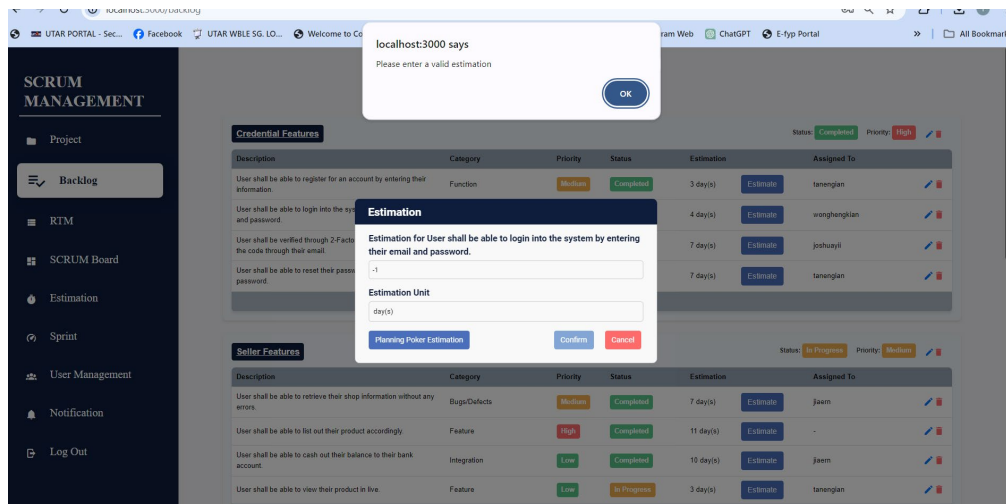 localhost:3000/backlog
UTAR PORTAL - Sec...
Facebook
UTAR WBLE SG. LO...
Welcome to Co
ram Web
ChatGPT
E-fyp Portal
»
All Bookmar
localhost:3000 says
Please enter a valid estimation
OK
SCRUM
MANAGEMENT
Project
Backlog
RTM
SCRUM Board
Estimation
Sprint
User Management
Notification
Log Out
Credential Features
Status: Completed Priority: High
Description Category Priority Status Estimation Assigned To
User shall be able to register for an account by entering their
information.
Function Medium Completed 3 day(s) Estimate tanengian
User shall be able to login into the sys
and password.
4 day(s) Estimate wonghengkian
User shall be verified through 2-Facto
the code through their email.
7 day(s) Estimate joshuayii
User shall be able to reset their passw
password.
7 day(s) Estimate tanengian
Estimation
Estimation for User shall be able to login into the system by entering
their email and password.
-1
Estimation Unit
day(s)
Planning Poker Estimation Confirm Cancel
Seller Features
Status: In Progress Priority: Medium
Description Category Priority Status Estimation Assigned To
User shall be able to retrieve their shop information without any
errors.
Bugs/Defects Medium Completed 7 day(s) Estimate jiaern
User shall be able to list out their product accordingly. Feature High Completed 11 day(s) Estimate -
User shall be able to cash out their balance to their bank
account.
Integration Low Completed 10 day(s) Estimate jiaern
User shall be able to view their product in live. Feature Low In Progress 3 day(s) Estimate tanengian